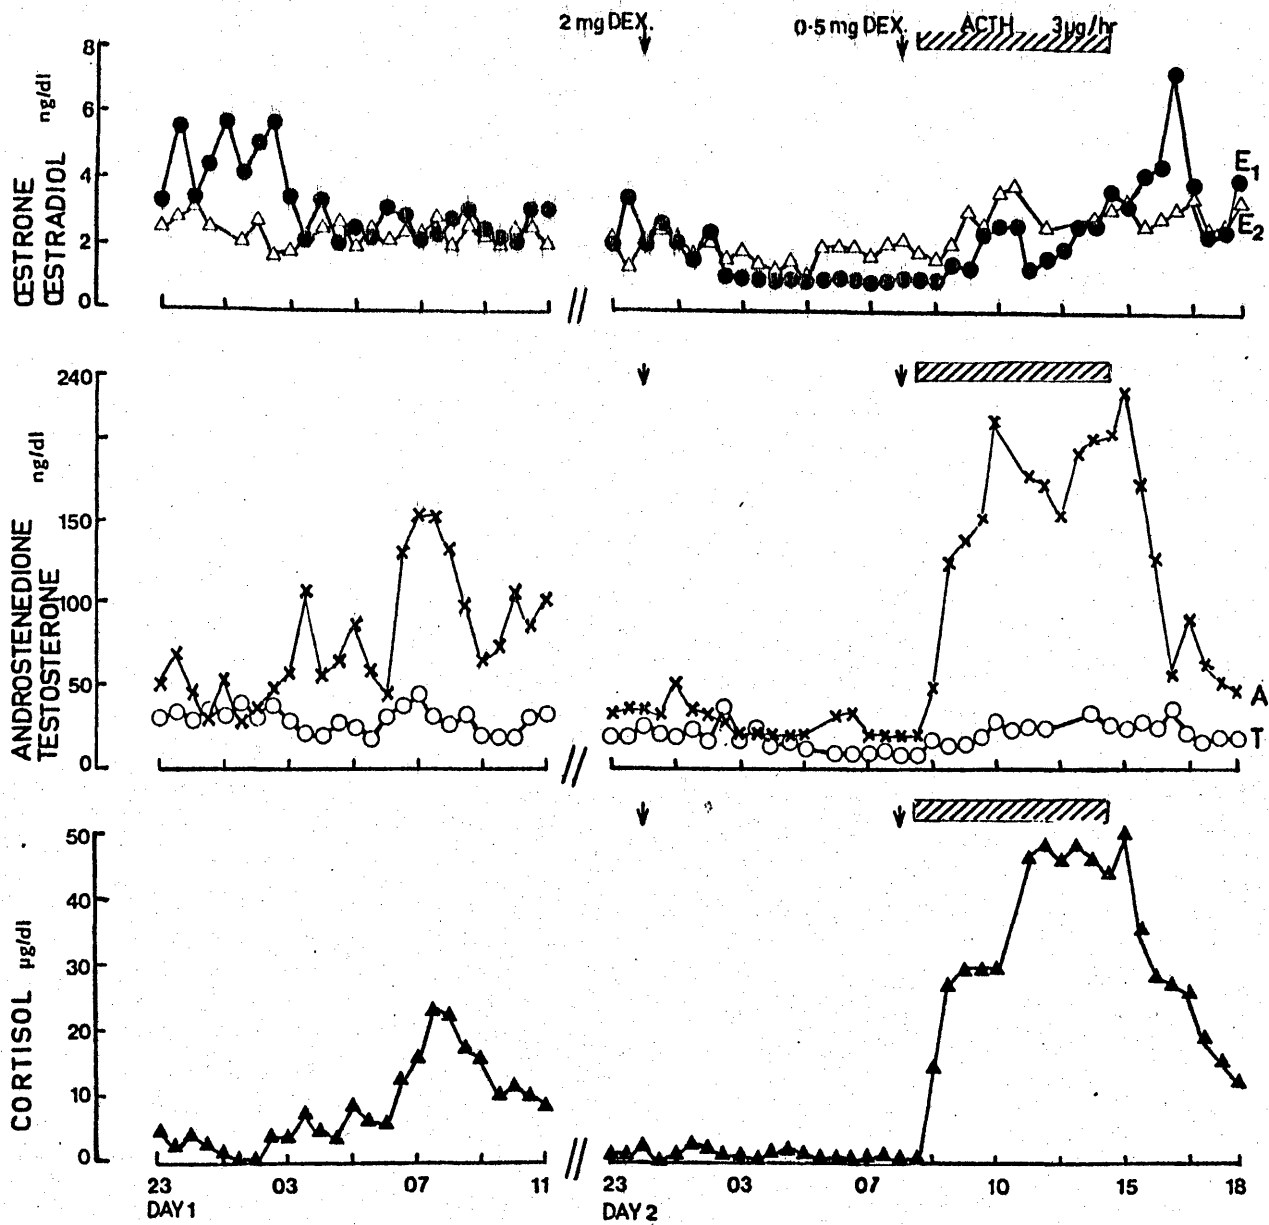 2 mg DEX.
0·5 mg DEX.
ACTH 3µg/hr
ŒSTRONE
ŒSTRADIOL
ng/dl
8
6
4
2
0
E1
E2
ANDROSTENEDIONE
TESTOSTERONE
ng/dl
240
150
100
50
0
A
T
CORTISOL µg/dl
50
40
30
20
10
0
23 03 07 11 23 03 07 10 15 18
DAY 1 DAY 2